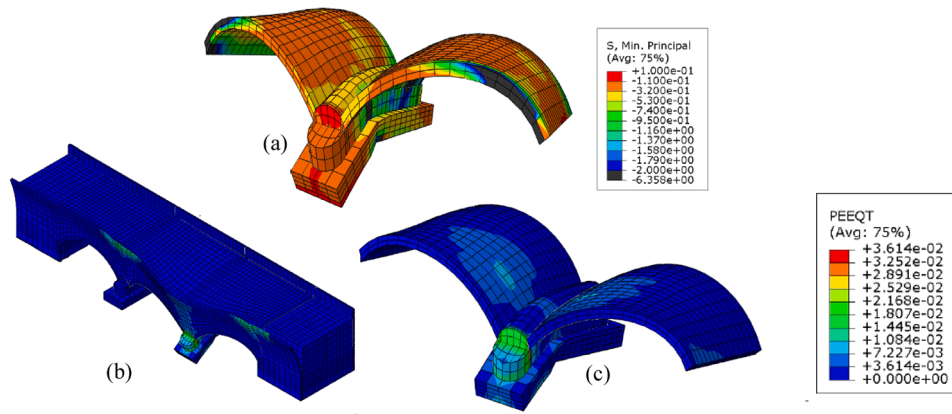 S, Min. Principal
(Avg: 75%)
+1.000e-01
-1.100e-01
-3.200e-01
-5.300e-01
-7.400e-01
-9.501e-01
-1.160e+00
-1.370e+00
-1.580e+00
-1.790e+00
-2.000e+00
-6.358e+00
(a)
PEEQT
(Avg: 75%)
+3.614e-02
+3.252e-02
+2.891e-02
+2.529e-02
+2.168e-02
+1.807e-02
+1.445e-02
+1.084e-02
+7.227e-03
+3.614e-03
+0.000e+00
(b)
(c)